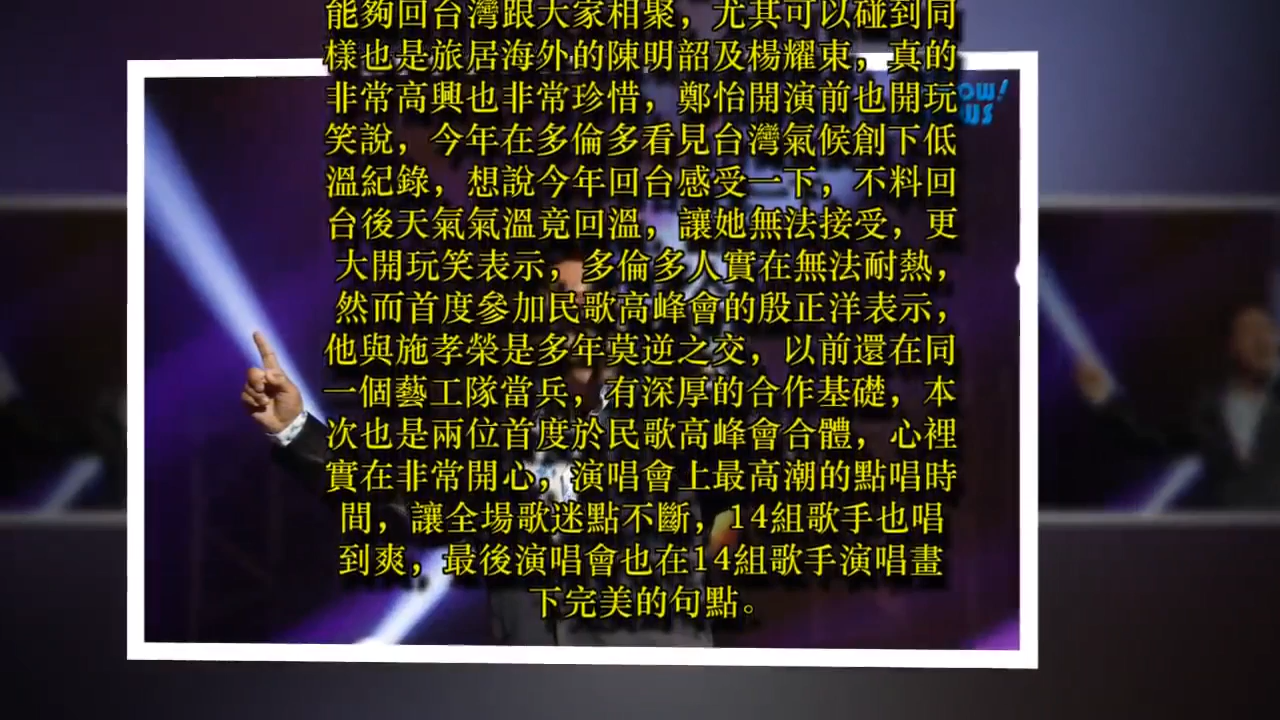 能夠回台灣跟大家相聚，尤其可以碰到同
樣也是旅居海外的陳明韶及楊耀東，真的
非常高興也非常珍惜，鄭怡開演前也開玩
笑說，今年在多倫多看見台灣氣候創下低
溫紀錄，想說今年回台感受一下，不料回
台後天氣氣溫竟回溫，讓她無法接受，更
大開玩笑表示，多倫多人實在無法耐熱，
然而首度參加民歌高峰會的殷正洋表示，
他與施孝榮是多年莫逆之交，以前還在同
一個藝工隊當兵，有深厚的合作基礎，本
次也是兩位首度於民歌高峰會合體，心裡
實在非常開心，演唱會上最高潮的點唱時
間，讓全場歌迷點不斷，14組歌手也唱
到爽，最後演唱會也在14組歌手演唱畫
下完美的句點。